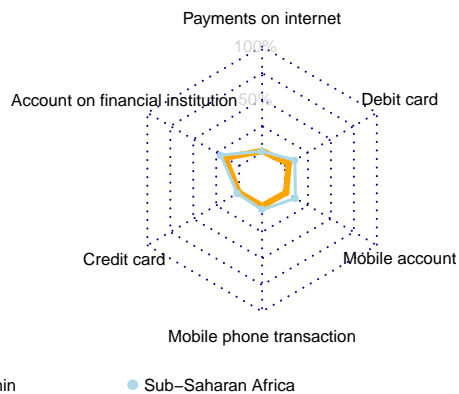 Payments on internet
100%
Account on financial institution
50%
Debit card
Credit card
Mobile account
Mobile phone transaction
Sub−Saharan Africa